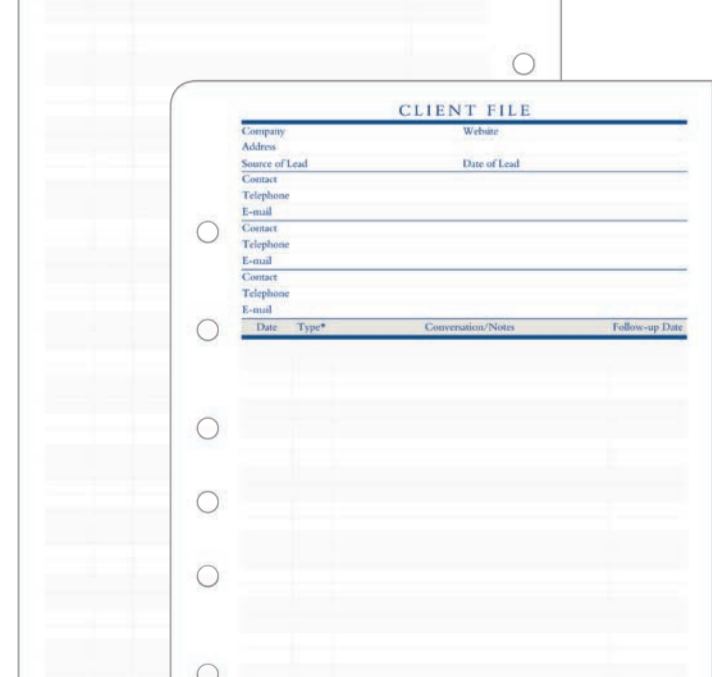 CLIENT FILE
Company Website
Address
Source of Lead Date of Lead
Contact
Telephone
E-mail
Contact
Telephone
E-mail
Contact
Telephone
E-mail
Date Type* Conversation/Notes Follow-up Date